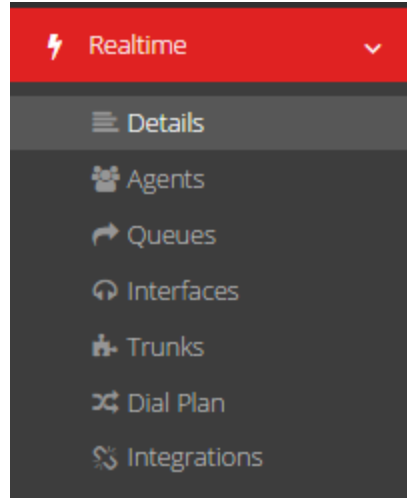 Realtime
Details
Agents
Queues
Interfaces
Trunks
Dial Plan
Integrations